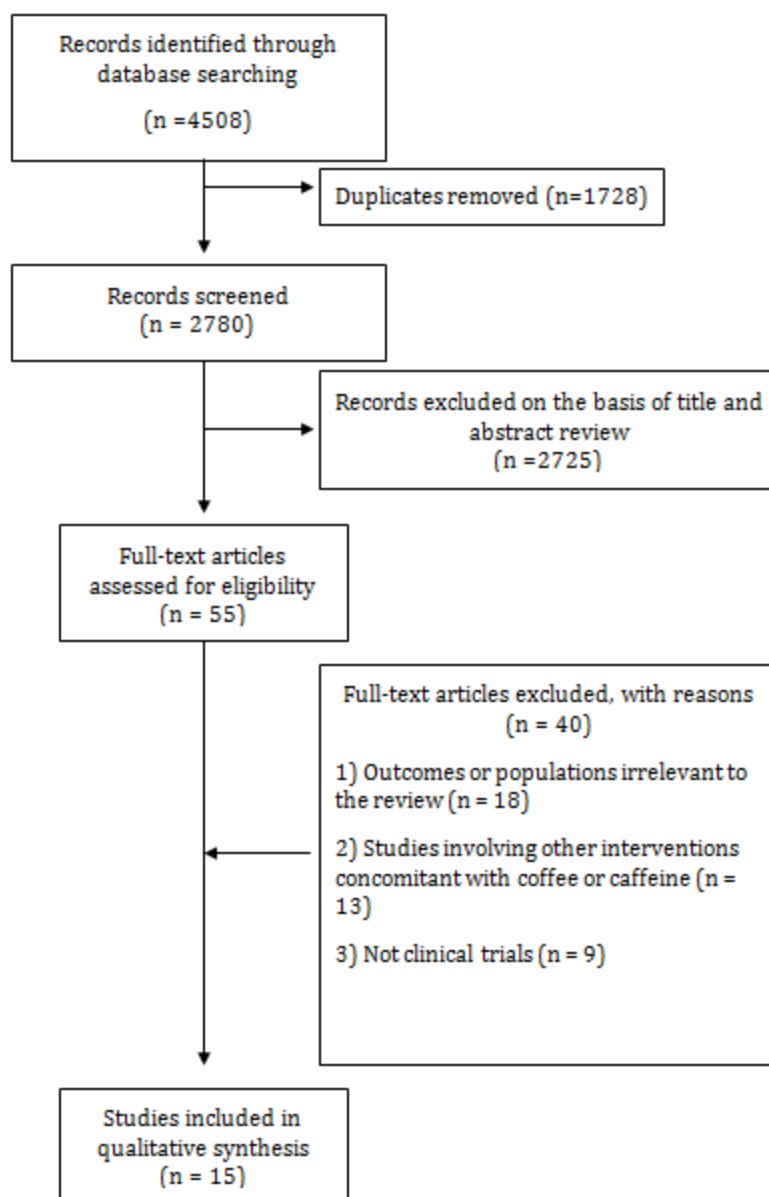 Records identified through
database searching
(n =4508)
Duplicates removed (n=1728)
Records screened
(n = 2780)
Records excluded on the basis of title and
abstract review
(n =2725)
Full-text articles
assessed for eligibility
(n = 55)
Full-text articles excluded, with reasons
(n = 40)
1) Outcomes or populations irrelevant to
the review (n = 18)
2) Studies involving other interventions
concomitant with coffee or caffeine (n =
13)
3) Not clinical trials (n = 9)
Studies included in
qualitative synthesis
(n = 15)